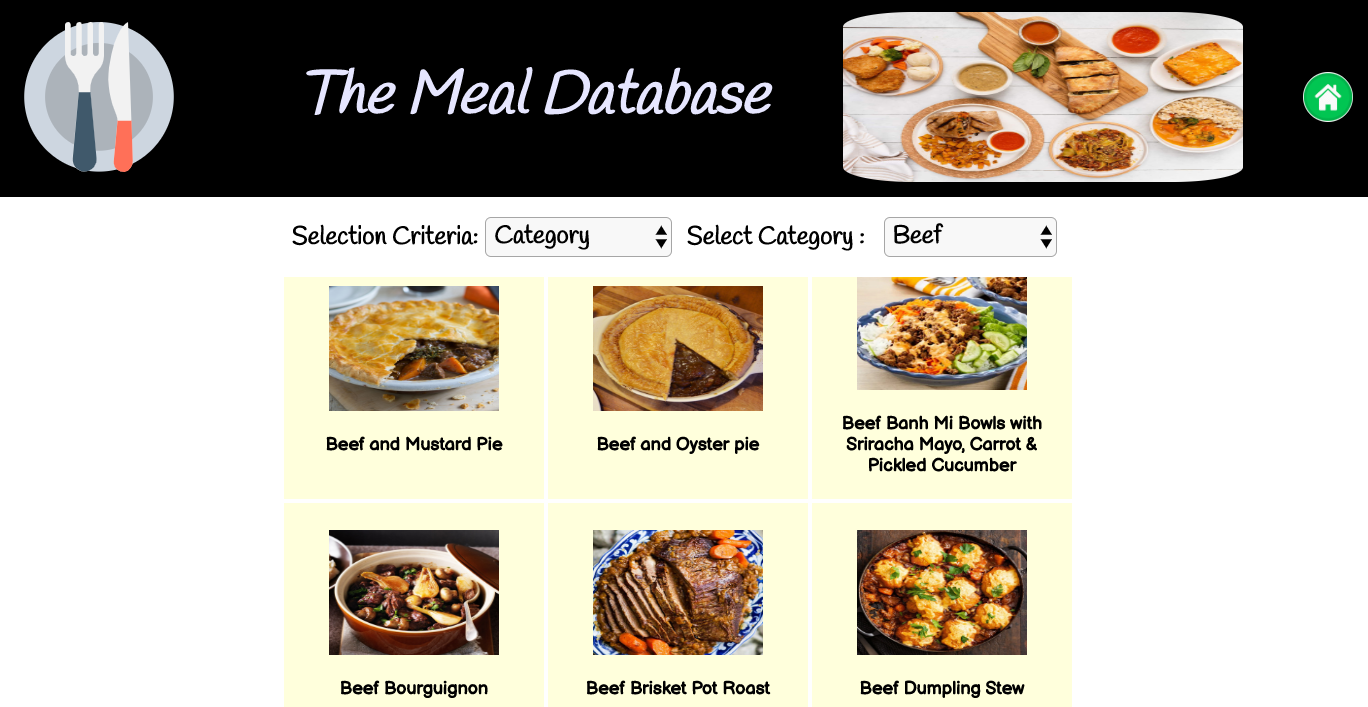 The Meal Database
Selection Criteria: Category Select Category : Beef
Beef and Mustard Pie
Beef and Oyster pie
Beef Banh Mi Bowls with
Sriracha Mayo, Carrot &
Pickled Cucumber
Beef Bourguignon
Beef Brisket Pot Roast
Beef Dumpling Stew